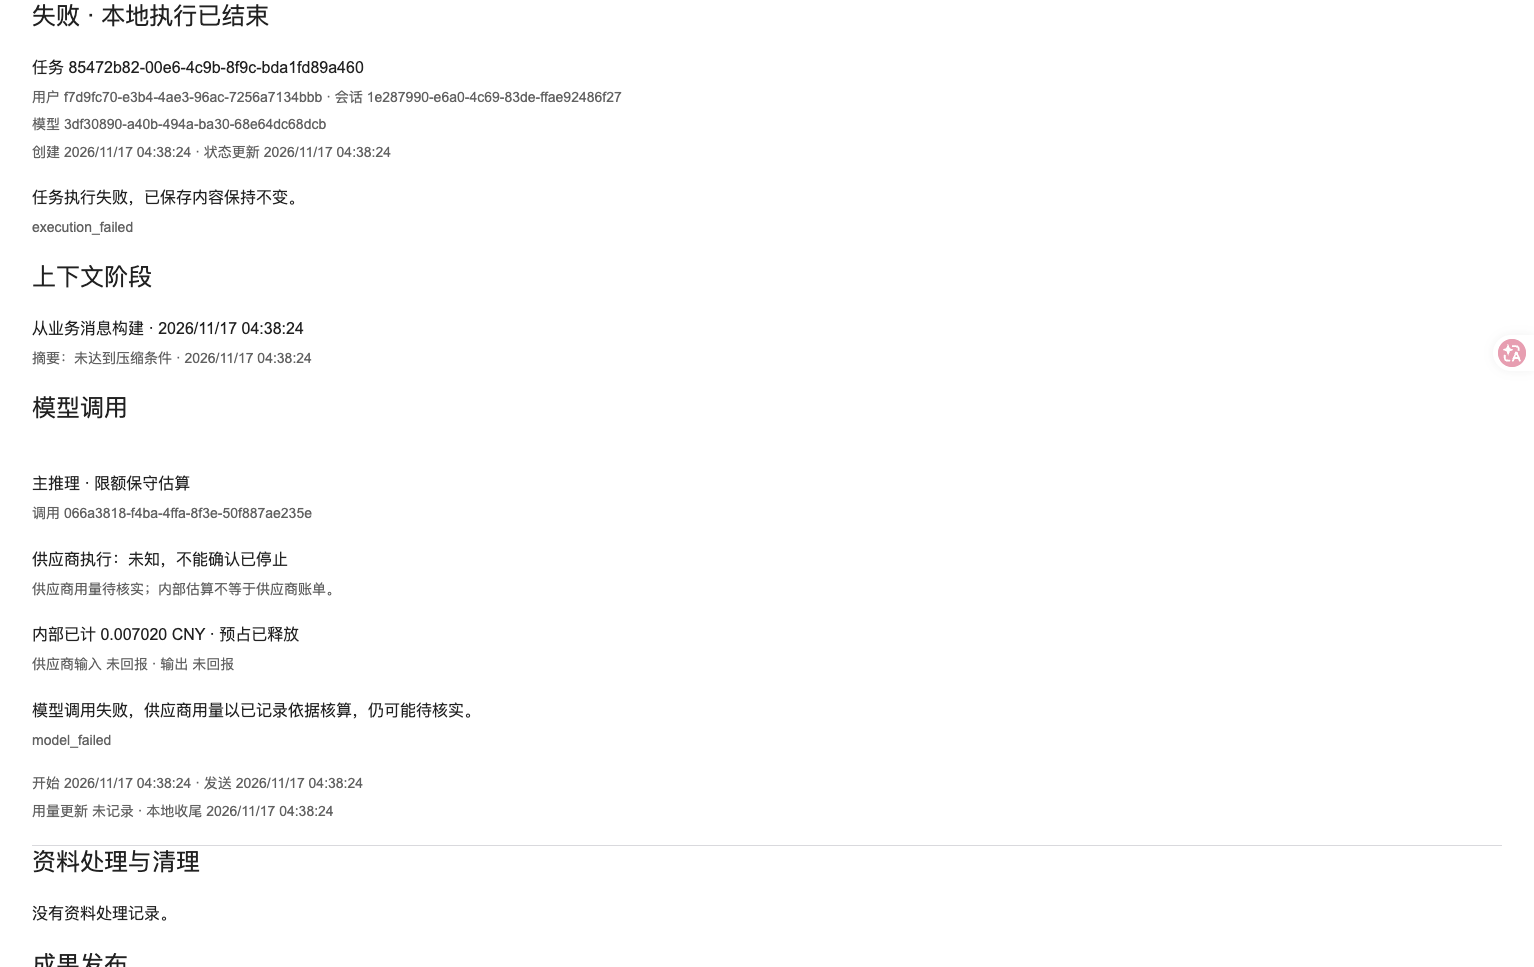 失败 · 本地执行已结束
任务 85472b82-00e6-4c9b-8f9c-bda1fd89a460
用户 f7d9fc70-e3b4-4ae3-96ac-7256a7134bbb · 会话 1e287990-e6a0-4c69-83de-ffae92486f27
模型 3df30890-a40b-494a-ba30-68e64dc68dcb
创建 2026/11/17 04:38:24 · 状态更新 2026/11/17 04:38:24
任务执行失败，已保存内容保持不变。
execution_failed
上下文阶段
从业务消息构建 · 2026/11/17 04:38:24
摘要：未达到压缩条件 · 2026/11/17 04:38:24
模型调用
主推理 · 限额保守估算
调用 066a3818-f4ba-4ffa-8f3e-50f887ae235e
供应商执行：未知，不能确认已停止
供应商用量待核实；内部估算不等于供应商账单。
内部已计 0.007020 CNY · 预占已释放
供应商输入 未回报 · 输出 未回报
模型调用失败，供应商用量以已记录依据核算，仍可能待核实。
model_failed
开始 2026/11/17 04:38:24 · 发送 2026/11/17 04:38:24
用量更新 未记录 · 本地收尾 2026/11/17 04:38:24
资料处理与清理
没有资料处理记录。
成果发布